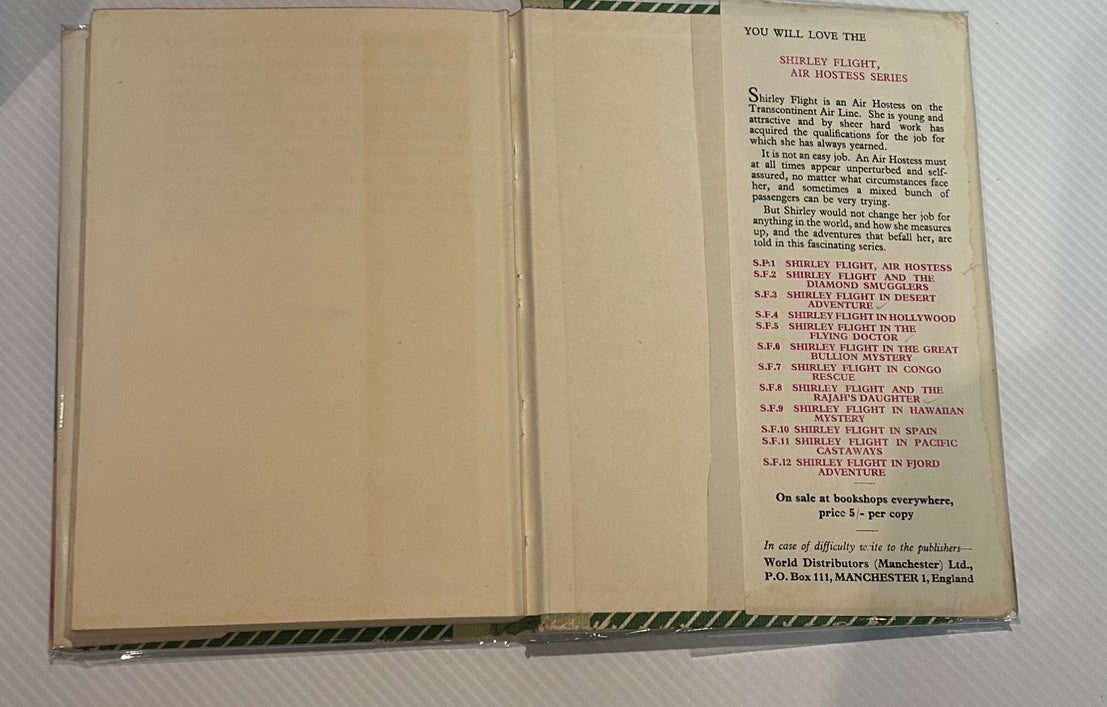 YOU WILL LOVE THE
SHIRLEY FLIGHT,
AIR HOSTESS SERIES
Shirley Flight is an Air Hostess on the
Transcontinent Air Line. She is young and
attractive and by sheer hard work has
acquired the qualifications for the job for
which she has always yearned.
It is not an easy job. An Air Hostess must
at all times appear unperturbed and self-
assured, no matter what circumstances face
her, and sometimes a mixed bunch of
passengers can be very trying.
But Shirley would not change her job for
anything in the world, and how she measures
up, and the adventures that befall her, are
told in this fascinating series.
S.F.1 SHIRLEY FLIGHT, AIR HOSTESS
S.F.2 SHIRLEY FLIGHT AND THE
DIAMOND SMUGGLERS
S.F.3 SHIRLEY FLIGHT IN DESERT
ADVENTURE
S.F.4 SHIRLEY FLIGHT IN HOLLYWOOD
S.F.5 SHIRLEY FLIGHT IN THE
FLYING DOCTOR
S.F.6 SHIRLEY FLIGHT IN THE GREAT
BULLION MYSTERY
S.F.7 SHIRLEY FLIGHT IN CONGO
RESCUE
S.F.8 SHIRLEY FLIGHT AND THE
RAJAH'S DAUGHTER
S.F.9 SHIRLEY FLIGHT IN HAWAIIAN
MYSTERY
S.F.10 SHIRLEY FLIGHT IN SPAIN
S.F.11 SHIRLEY FLIGHT IN PACIFIC
CASTAWAYS
S.F.12 SHIRLEY FLIGHT IN FJORD
ADVENTURE
On sale at bookshops everywhere,
price 5/- per copy
In case of difficulty write to the publishers—
World Distributors (Manchester) Ltd.,
P.O. Box 111, MANCHESTER 1, England